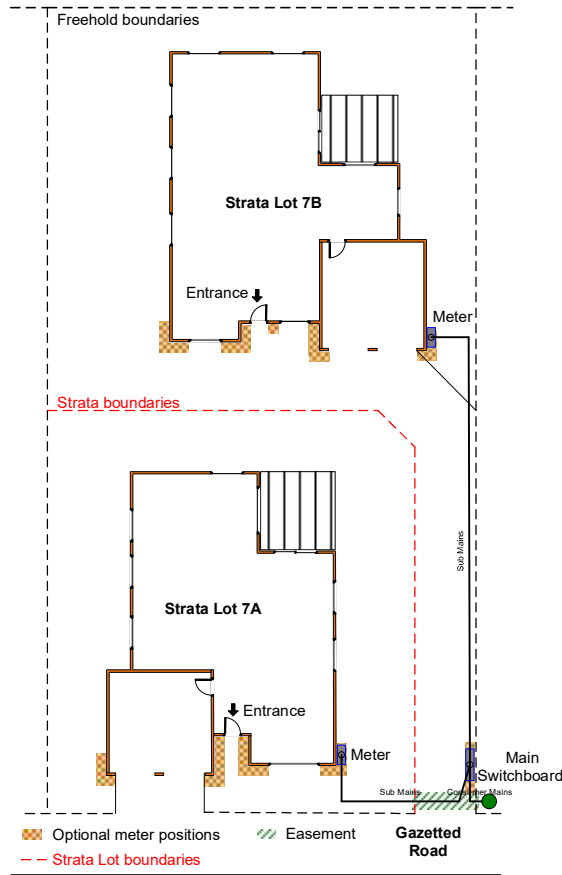 Freehold boundaries
Strata Lot 7B
Entrance
Meter
Strata boundaries
Sub Mains
Strata Lot 7A
Entrance
Meter
Main
Switchboard
Sub Mains
Consumer Mains
Optional meter positions
Easement
Gazetted
Road
Strata Lot boundaries